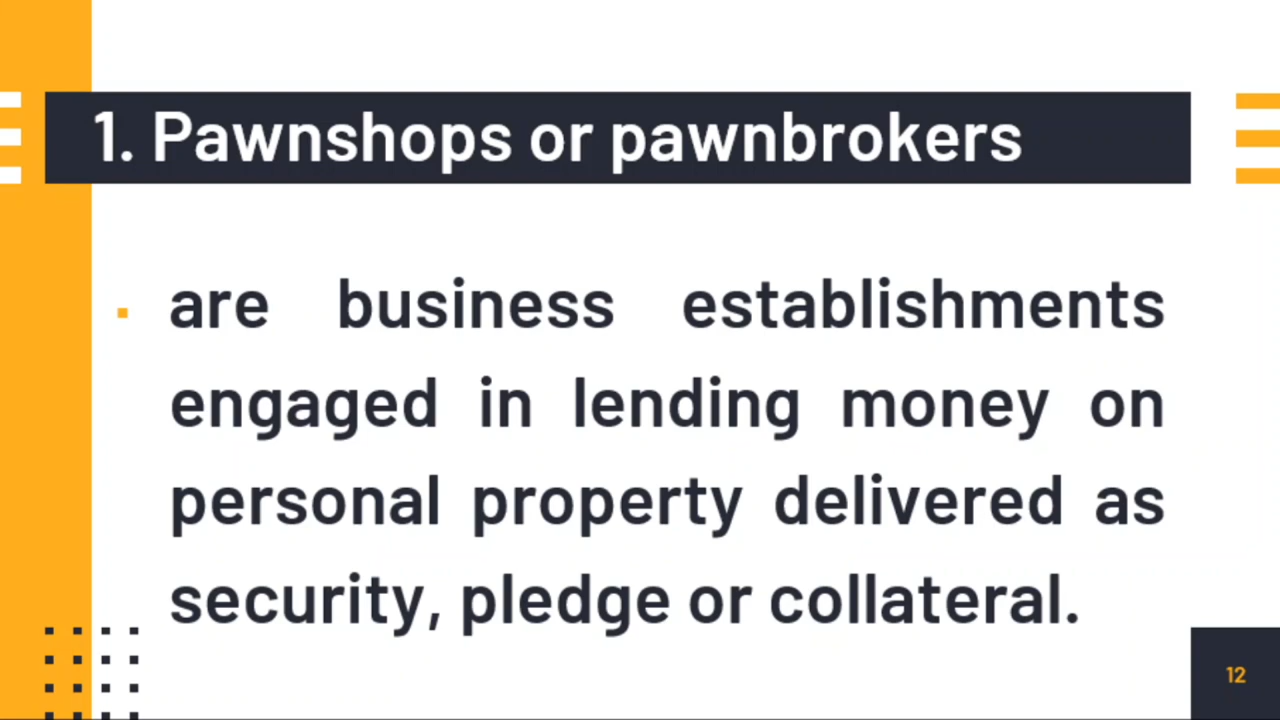 1. Pawnshops or pawnbrokers
are business establishments
engaged in lending money on
personal property delivered as
security, pledge or collateral.
12